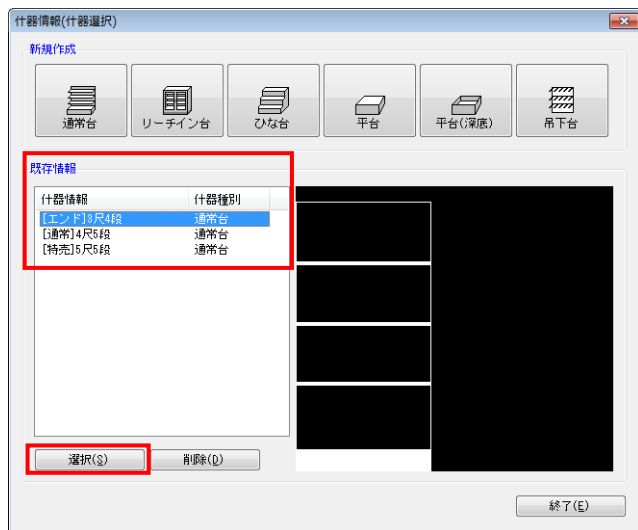 什器情報(什器選択)
新規作成
通常台 リーチイン台 ひな台 平台 平台(深底) 吊下台
既存情報
什器情報 什器種別
[エンド]3尺4段 通常台
[通常]4尺5段 通常台
[特売]5尺5段 通常台
選択(S) 削除(D)
終了(E)